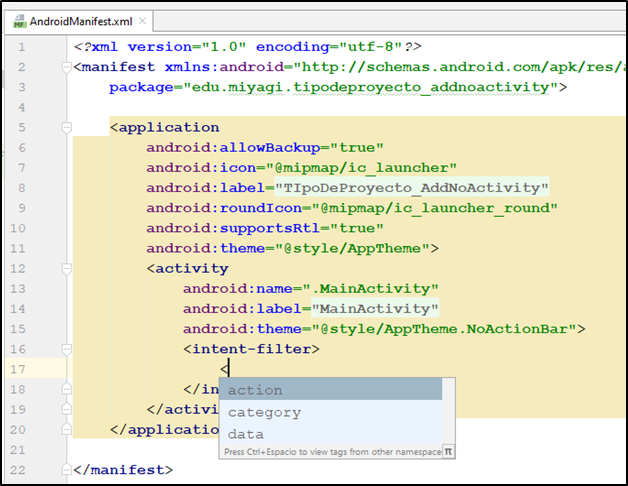 AndroidManifest.xml
1 <?xml version="1.0" encoding="utf-8"?>
2 <manifest xmlns:android="http://schemas.android.com/apk/res/a
3 package="edu.miyagi.tipodeproyecto_addnoactivity">
4
5 <application
6 android:allowBackup="true"
7 android:icon="@mipmap/ic_launcher"
8 android:label="TIpoDeProyecto_AddNoActivity"
9 android:roundIcon="@mipmap/ic_launcher_round"
10 android:supportsRtl="true"
11 android:theme="@style/AppTheme">
12 <activity
13 android:name=".MainActivity"
14 android:label="MainActivity"
15 android:theme="@style/AppTheme.NoActionBar">
16 <intent-filter>
17 <
action
18 </in
category
19 </activi
data
20 </application
Press Ctrl+Espacio to view tags from other namespace π
21
22 </manifest>